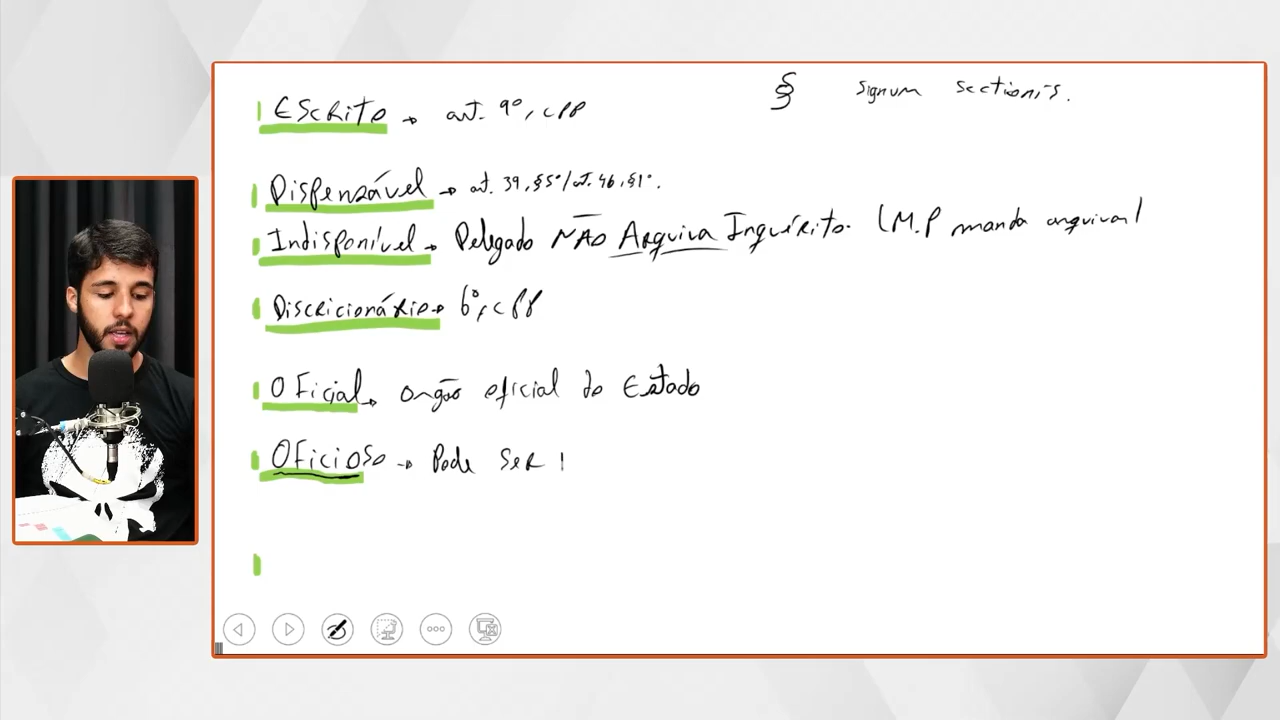 Escrito → art. 9º, CPP
§ signum sectionis.
Dispensável → art. 39, §5º/art. 46, §1º.
Indisponível → Delegado NÃO Arquiva Inquérito. (M.P manda arquivar)
Discricionário → 6º, CPP
Oficial → orgão oficial do Estado
Oficioso → Pode ser I